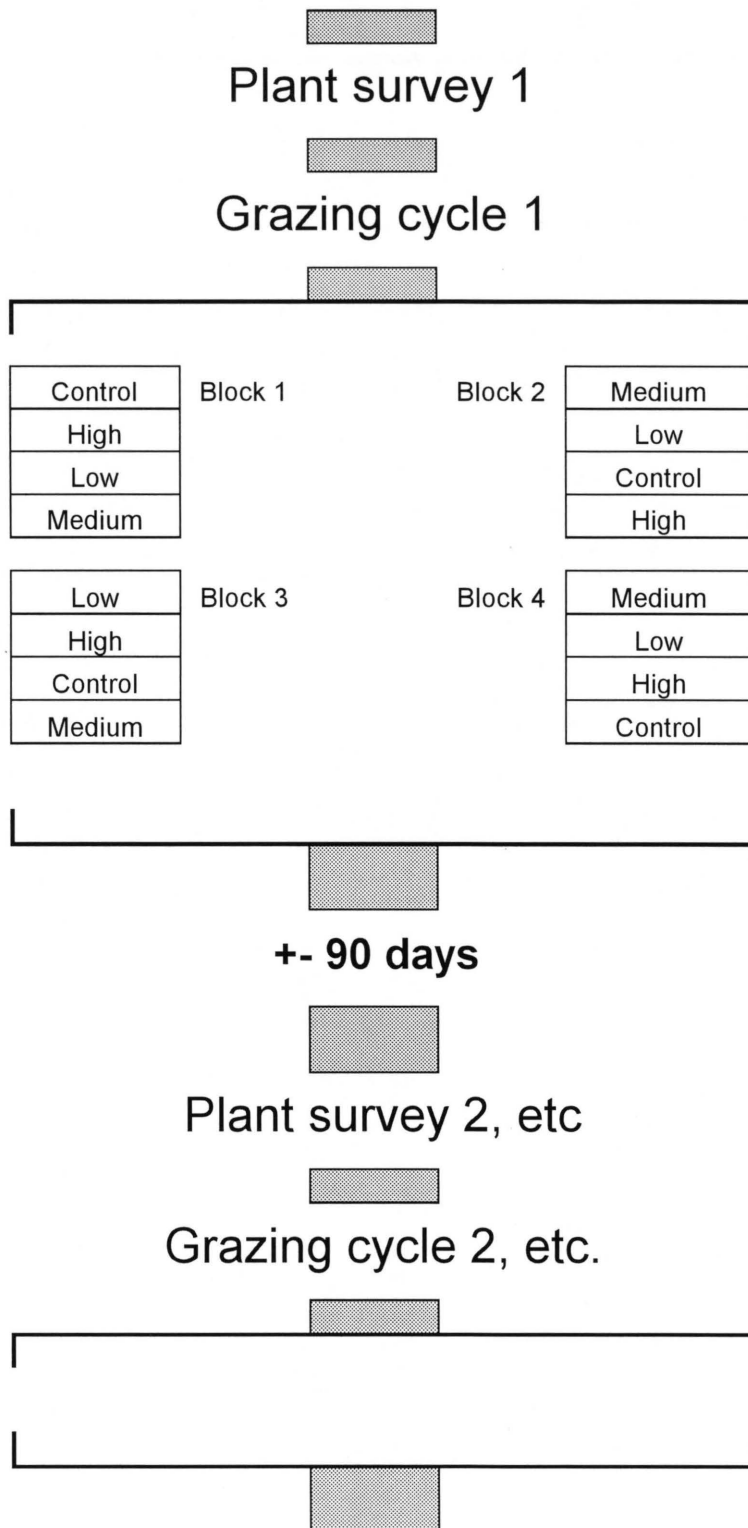 Plant survey 1
Grazing cycle 1
Control
High
Low
Medium
Block 1
Block 2
Medium
Low
Control
High
Low
High
Control
Medium
Block 3
Block 4
Medium
Low
High
Control
+- 90 days
Plant survey 2, etc
Grazing cycle 2, etc.